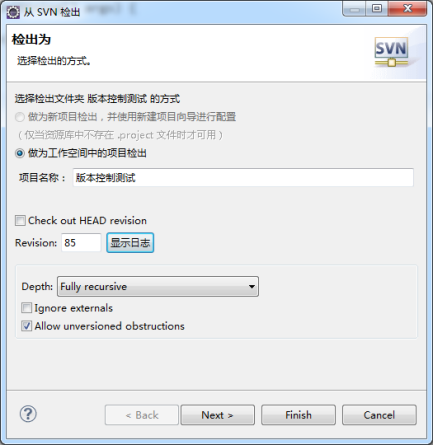 从 SVN 检出
检出为
选择检出的方式。
SVN
选择检出文件夹 版本控制测试 的方式
做为新项目检出，并使用新建项目向导进行配置
（仅当资源库中不存在 .project 文件时才可用）
做为工作空间中的项目检出
项目名称： 版本控制测试
Check out HEAD revision
Revision: 85 显示日志
Depth: Fully recursive
Ignore externals
Allow unversioned obstructions
? < Back Next > Finish Cancel